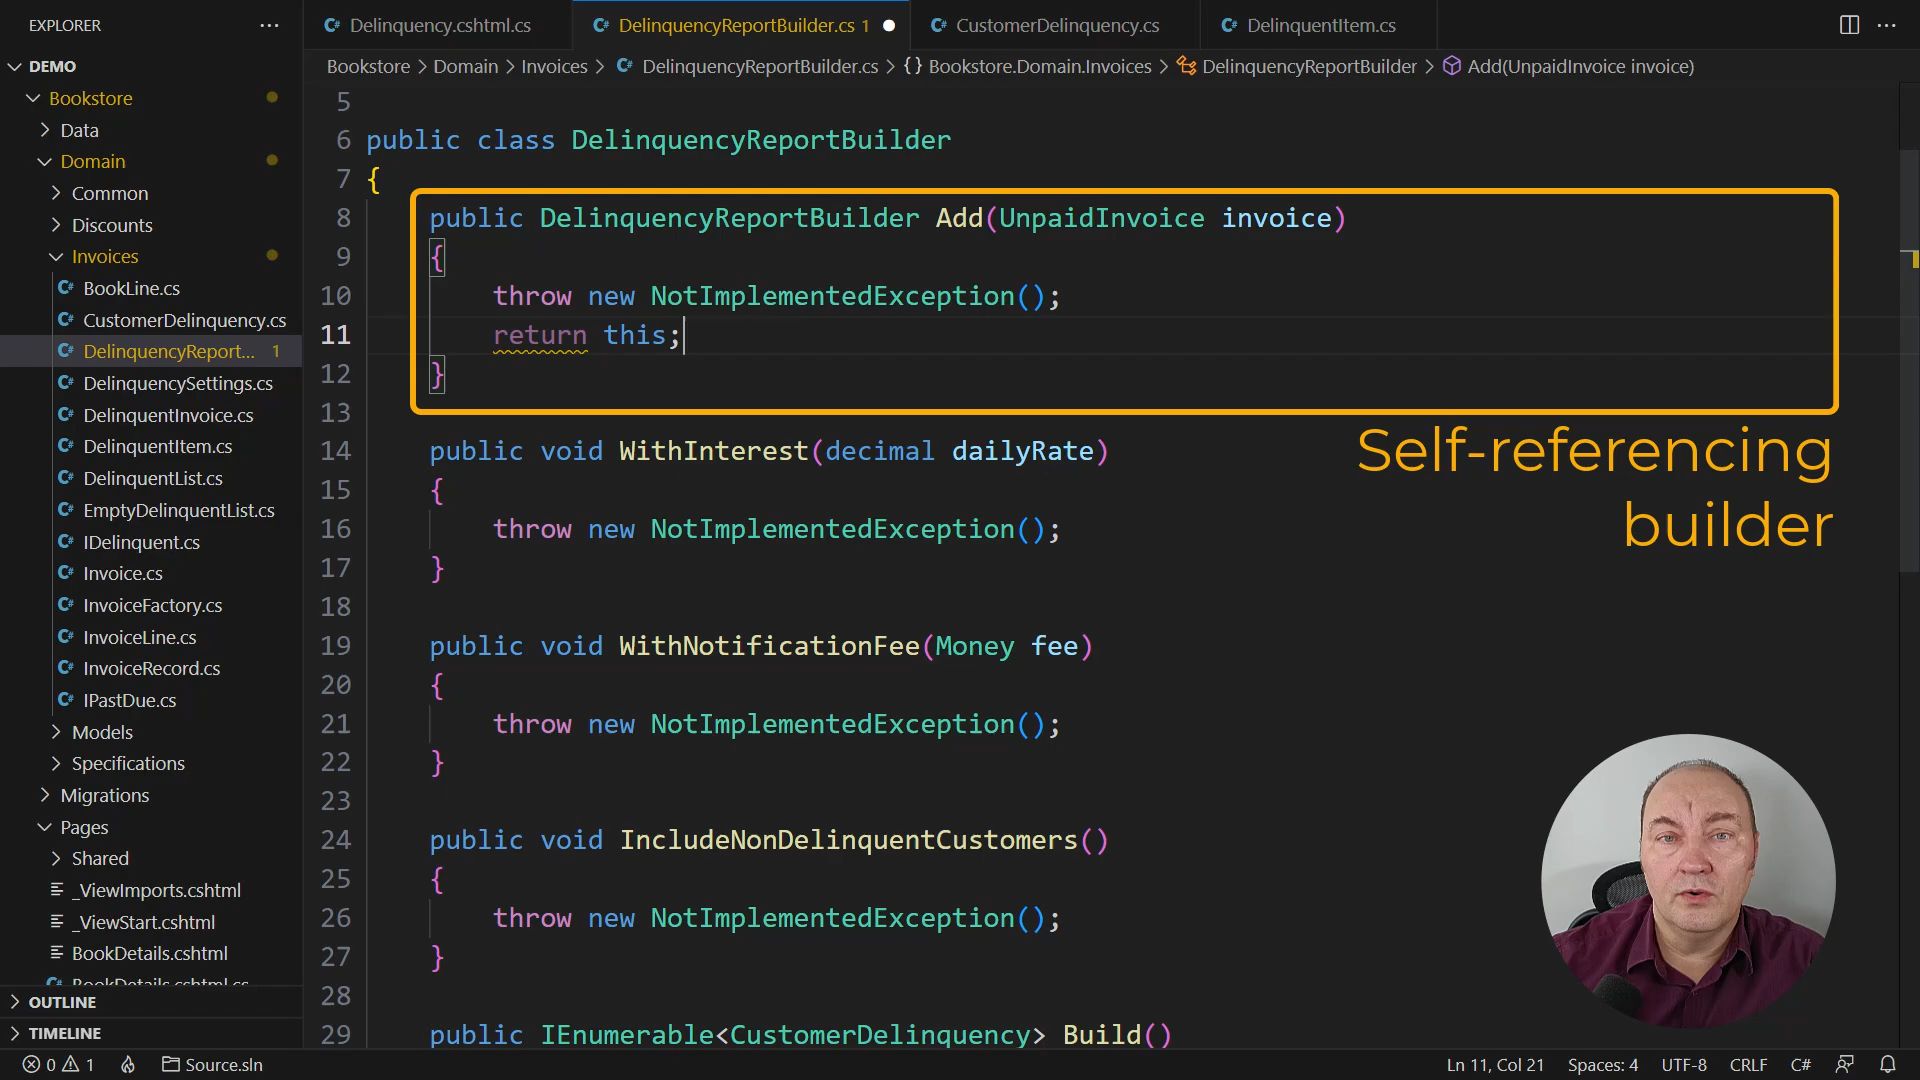 EXPLORER
DEMO
Bookstore
Data
Domain
Common
Discounts
Invoices
C# BookLine.cs
C# CustomerDelinquency.cs
C# DelinquencyReport... 1
C# DelinquencySettings.cs
C# DelinquentInvoice.cs
C# DelinquentItem.cs
C# DelinquentList.cs
C# EmptyDelinquentList.cs
C# IDelinquent.cs
C# Invoice.cs
C# InvoiceFactory.cs
C# InvoiceLine.cs
C# InvoiceRecord.cs
C# IPastDue.cs
Models
Specifications
Migrations
Pages
Shared
_ViewImports.cshtml
_ViewStart.cshtml
BookDetails.cshtml
C# BookDetails.cshtml.cs
OUTLINE
TIMELINE
C# Delinquency.cshtml.cs C# DelinquencyReportBuilder.cs 1 C# CustomerDelinquency.cs C# DelinquentItem.cs
Bookstore > Domain > Invoices > C# DelinquencyReportBuilder.cs > {} Bookstore.Domain.Invoices > DelinquencyReportBuilder > Add(UnpaidInvoice invoice)
5
6 public class DelinquencyReportBuilder
7 {
8 public DelinquencyReportBuilder Add(UnpaidInvoice invoice)
9 {
10 throw new NotImplementedException();
11 return this;
12 }
13
14 public void WithInterest(decimal dailyRate)
15 {
16 throw new NotImplementedException();
17 }
18
19 public void WithNotificationFee(Money fee)
20 {
21 throw new NotImplementedException();
22 }
23
24 public void IncludeNonDelinquentCustomers()
25 {
26 throw new NotImplementedException();
27 }
28
29 public IEnumerable<CustomerDelinquency> Build()
Self-referencing
builder
0 1 Source.sln Ln 11, Col 21 Spaces: 4 UTF-8 CRLF C#